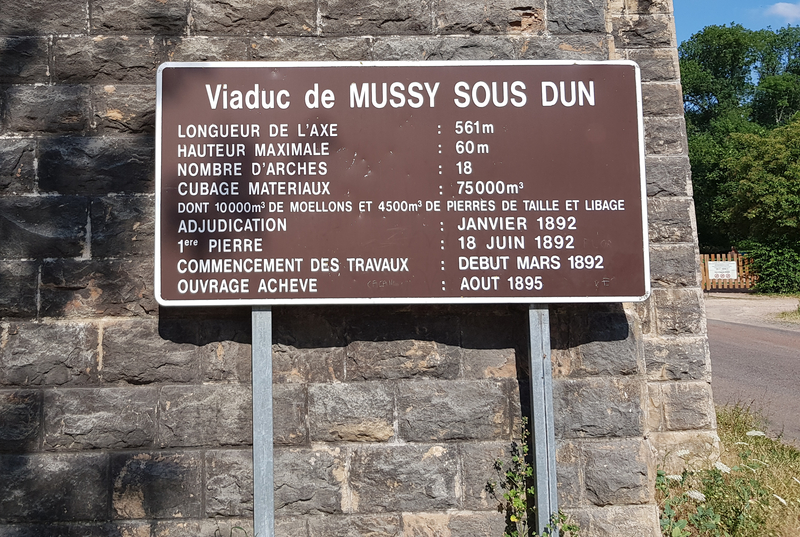 Viaduc de MUSSY SOUS DUN
LONGUEUR DE L'AXE : 561m
HAUTEUR MAXIMALE : 60m
NOMBRE D'ARCHES : 18
CUBAGE MATERIAUX : 75000m³
DONT 10000m³ DE MOELLONS ET 4500m³ DE PIERRES DE TAILLE ET LIBAGE
ADJUDICATION : JANVIER 1892
1ere PIERRE : 18 JUIN 1892
COMMENCEMENT DES TRAVAUX : DEBUT MARS 1892
OUVRAGE ACHEVE : AOUT 1895